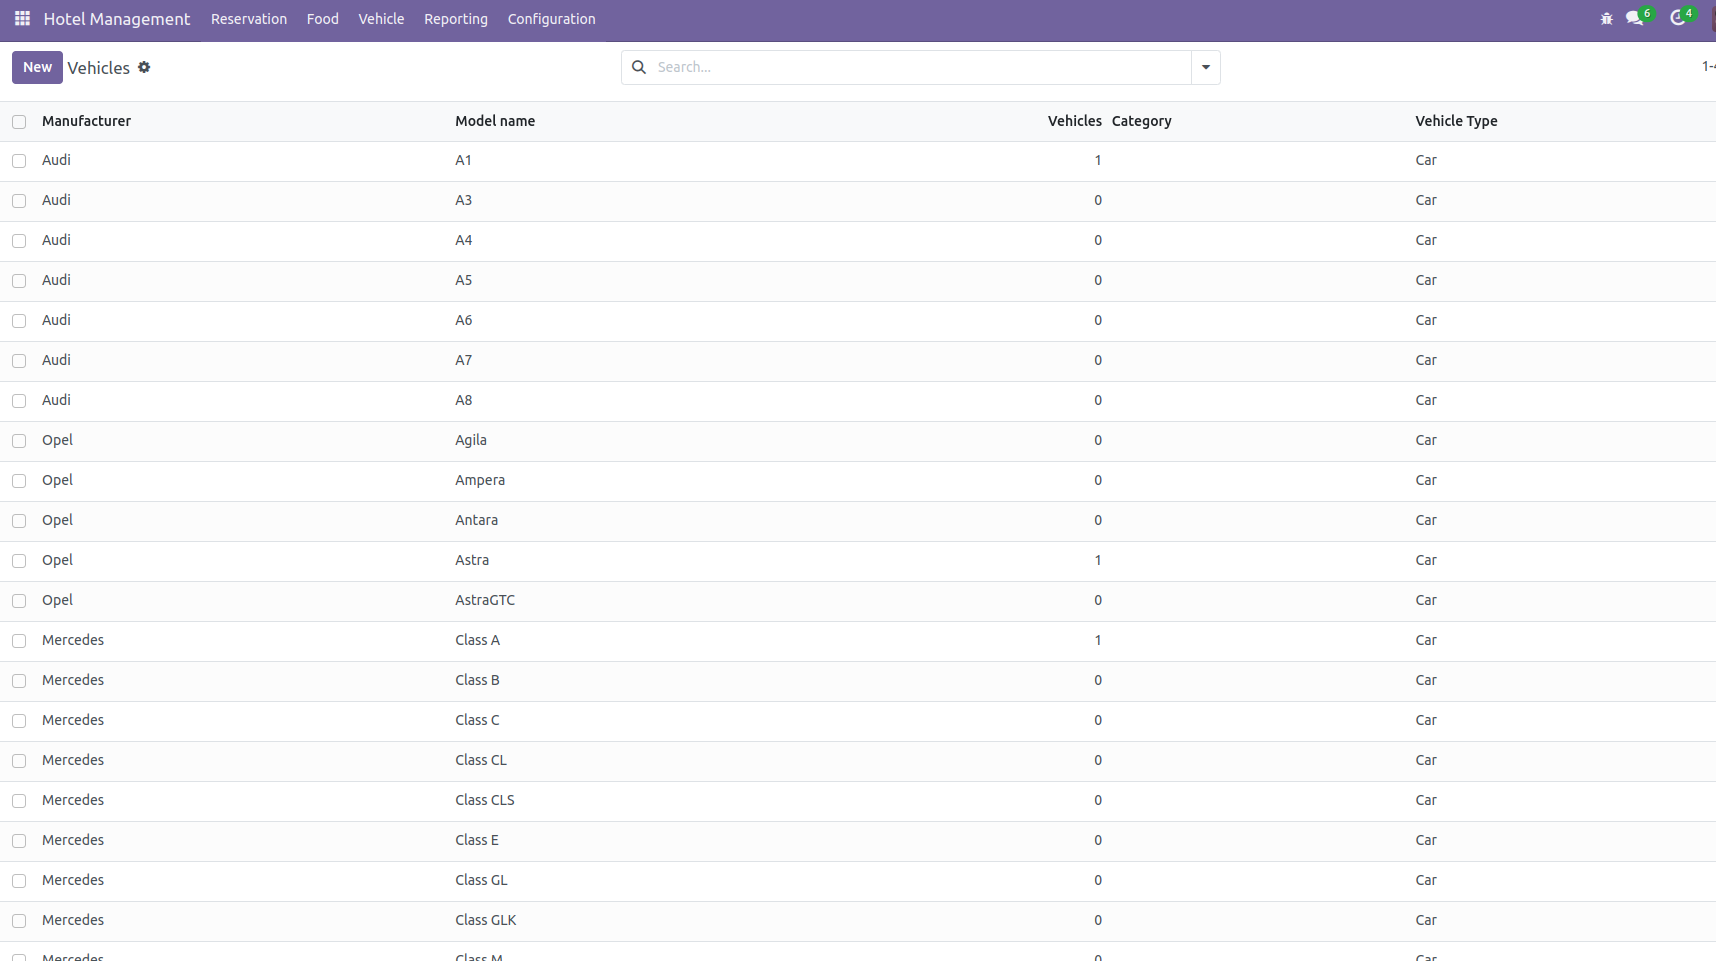 Hotel Management Reservation Food Vehicle Reporting Configuration 6 4
New Vehicles Search...
Manufacturer Model name Vehicles Category Vehicle Type
Audi A1 1 Car
Audi A3 0 Car
Audi A4 0 Car
Audi A5 0 Car
Audi A6 0 Car
Audi A7 0 Car
Audi A8 0 Car
Opel Agila 0 Car
Opel Ampera 0 Car
Opel Antara 0 Car
Opel Astra 1 Car
Opel AstraGTC 0 Car
Mercedes Class A 1 Car
Mercedes Class B 0 Car
Mercedes Class C 0 Car
Mercedes Class CL 0 Car
Mercedes Class CLS 0 Car
Mercedes Class E 0 Car
Mercedes Class GL 0 Car
Mercedes Class GLK 0 Car
Mercedes Class M 0 Car